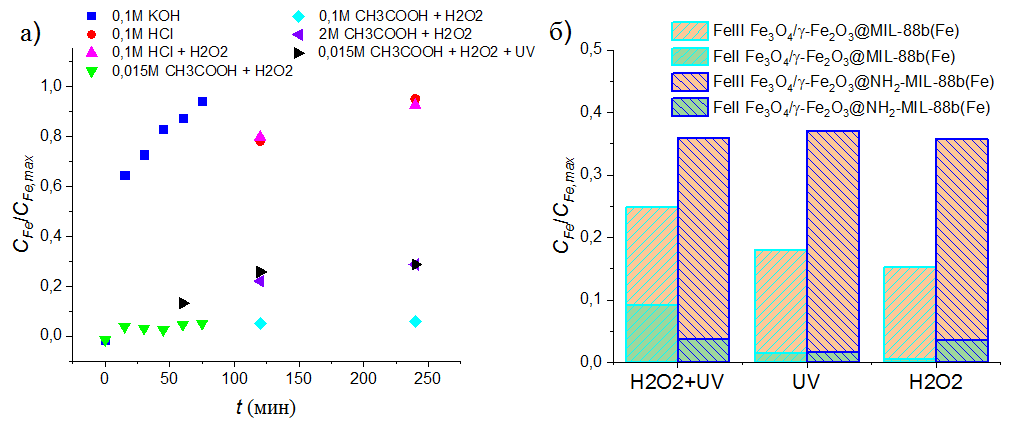 а)
0,1M KOH
0,1M HCl
0,1M HCl + H2O2
0,015M CH3COOH + H2O2
0,1M CH3COOH + H2O2
2M CH3COOH + H2O2
0,015M CH3COOH + H2O2 + UV
1,0
0,8
0,6
0,4
0,2
0,0
C_Fe/C_Fe,max
0
50
100
150
200
250
t (мин)
б)
FeIII Fe₃O₄/γ-Fe₂O₃@MIL-88b(Fe)
FeII Fe₃O₄/γ-Fe₂O₃@MIL-88b(Fe)
FeIII Fe₃O₄/γ-Fe₂O₃@NH₂-MIL-88b(Fe)
FeII Fe₃O₄/γ-Fe₂O₃@NH₂-MIL-88b(Fe)
0,5
0,4
0,3
0,2
0,1
0,0
C_Fe/C_Fe,max
H2O2+UV
UV
H2O2